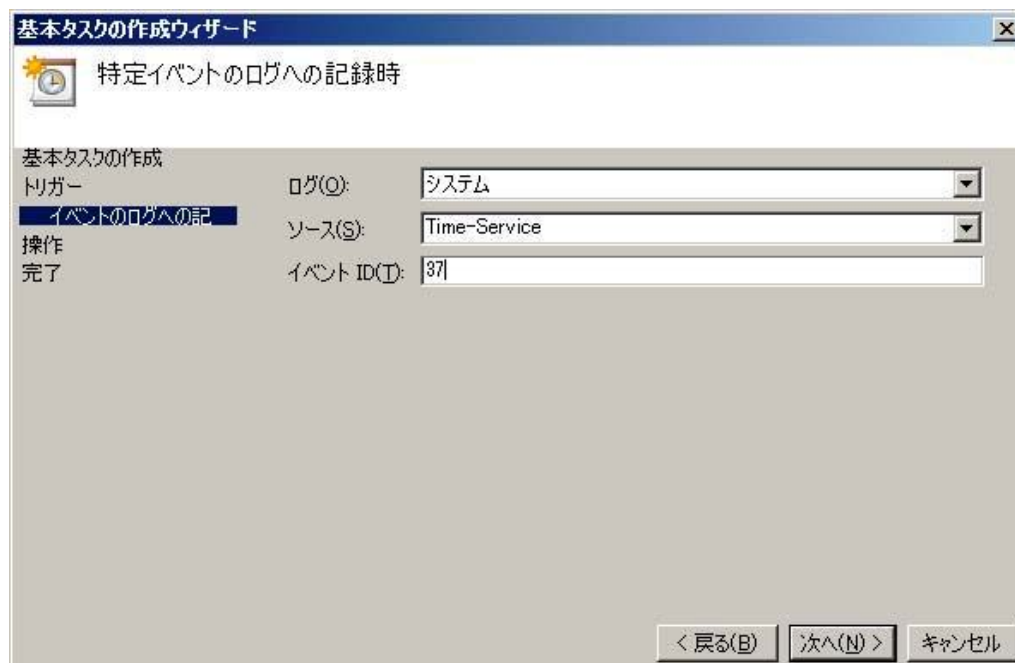 基本タスクの作成ウィザード
特定イベントのログへの記録時
基本タスクの作成
トリガー
イベントのログへの記
操作
完了
ログ(O):
システム
ソース(S):
Time-Service
イベント ID(T):
37
< 戻る(B)
次へ(N) >
キャンセル